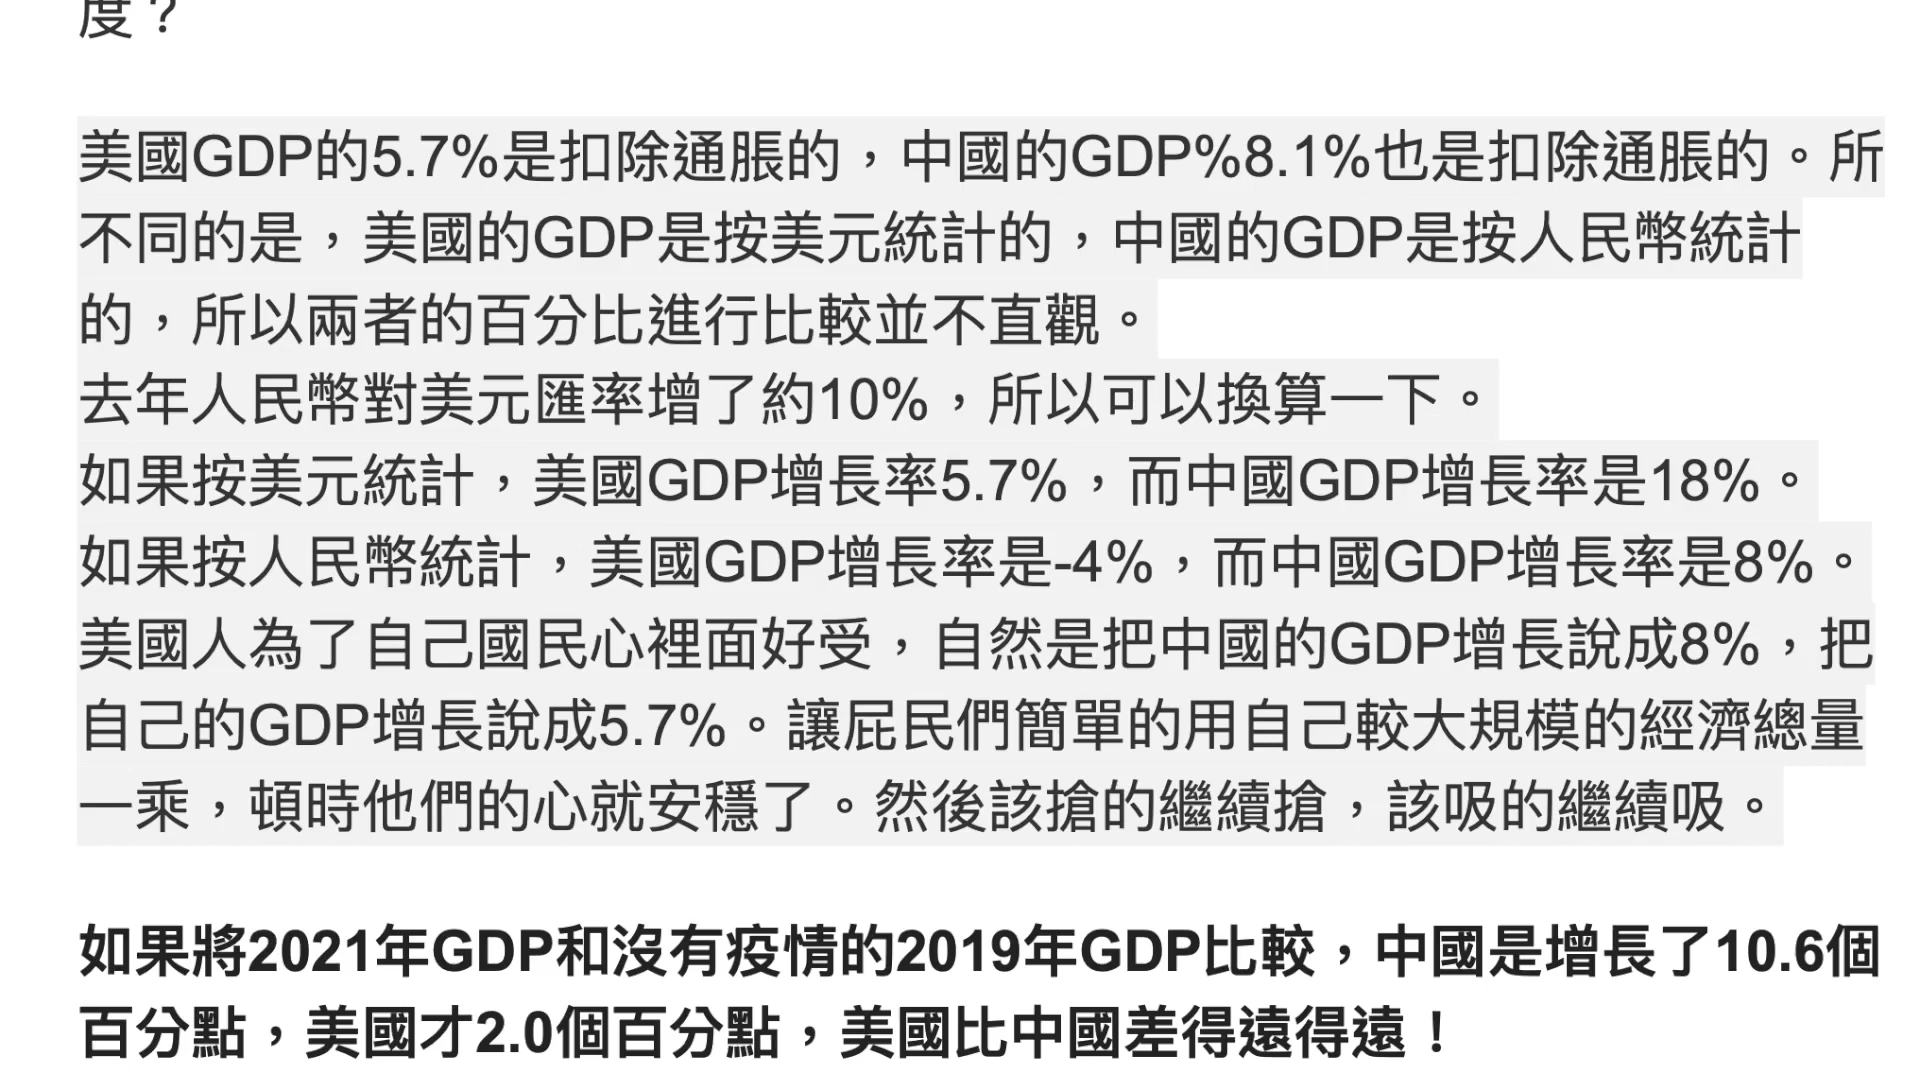 度？
美國GDP的5.7%是扣除通脹的，中國的GDP%8.1%也是扣除通脹的。所
不同的是，美國的GDP是按美元統計的，中國的GDP是按人民幣統計
的，所以兩者的百分比進行比較並不直觀。
去年人民幣對美元匯率增了約10%，所以可以換算一下。
如果按美元統計，美國GDP增長率5.7%，而中國GDP增長率是18%。
如果按人民幣統計，美國GDP增長率是-4%，而中國GDP增長率是8%。
美國人為了自己國民心裡面好受，自然是把中國的GDP增長說成8%，把
自己的GDP增長說成5.7%。讓屁民們簡單的用自己較大規模的經濟總量
一乘，頓時他們的心就安穩了。然後該搶的繼續搶，該吸的繼續吸。
如果將2021年GDP和沒有疫情的2019年GDP比較，中國是增長了10.6個
百分點，美國才2.0個百分點，美國比中國差得遠得遠！